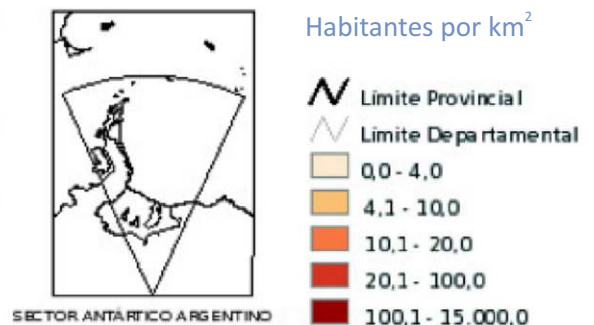 Habitantes por km²
Límite Provincial
Límite Departamental
0,0 - 4,0
4,1 - 10,0
10,1 - 20,0
20,1 - 100,0
100,1 - 15.000,0
SECTOR ANTÁRTICO ARGENTINO